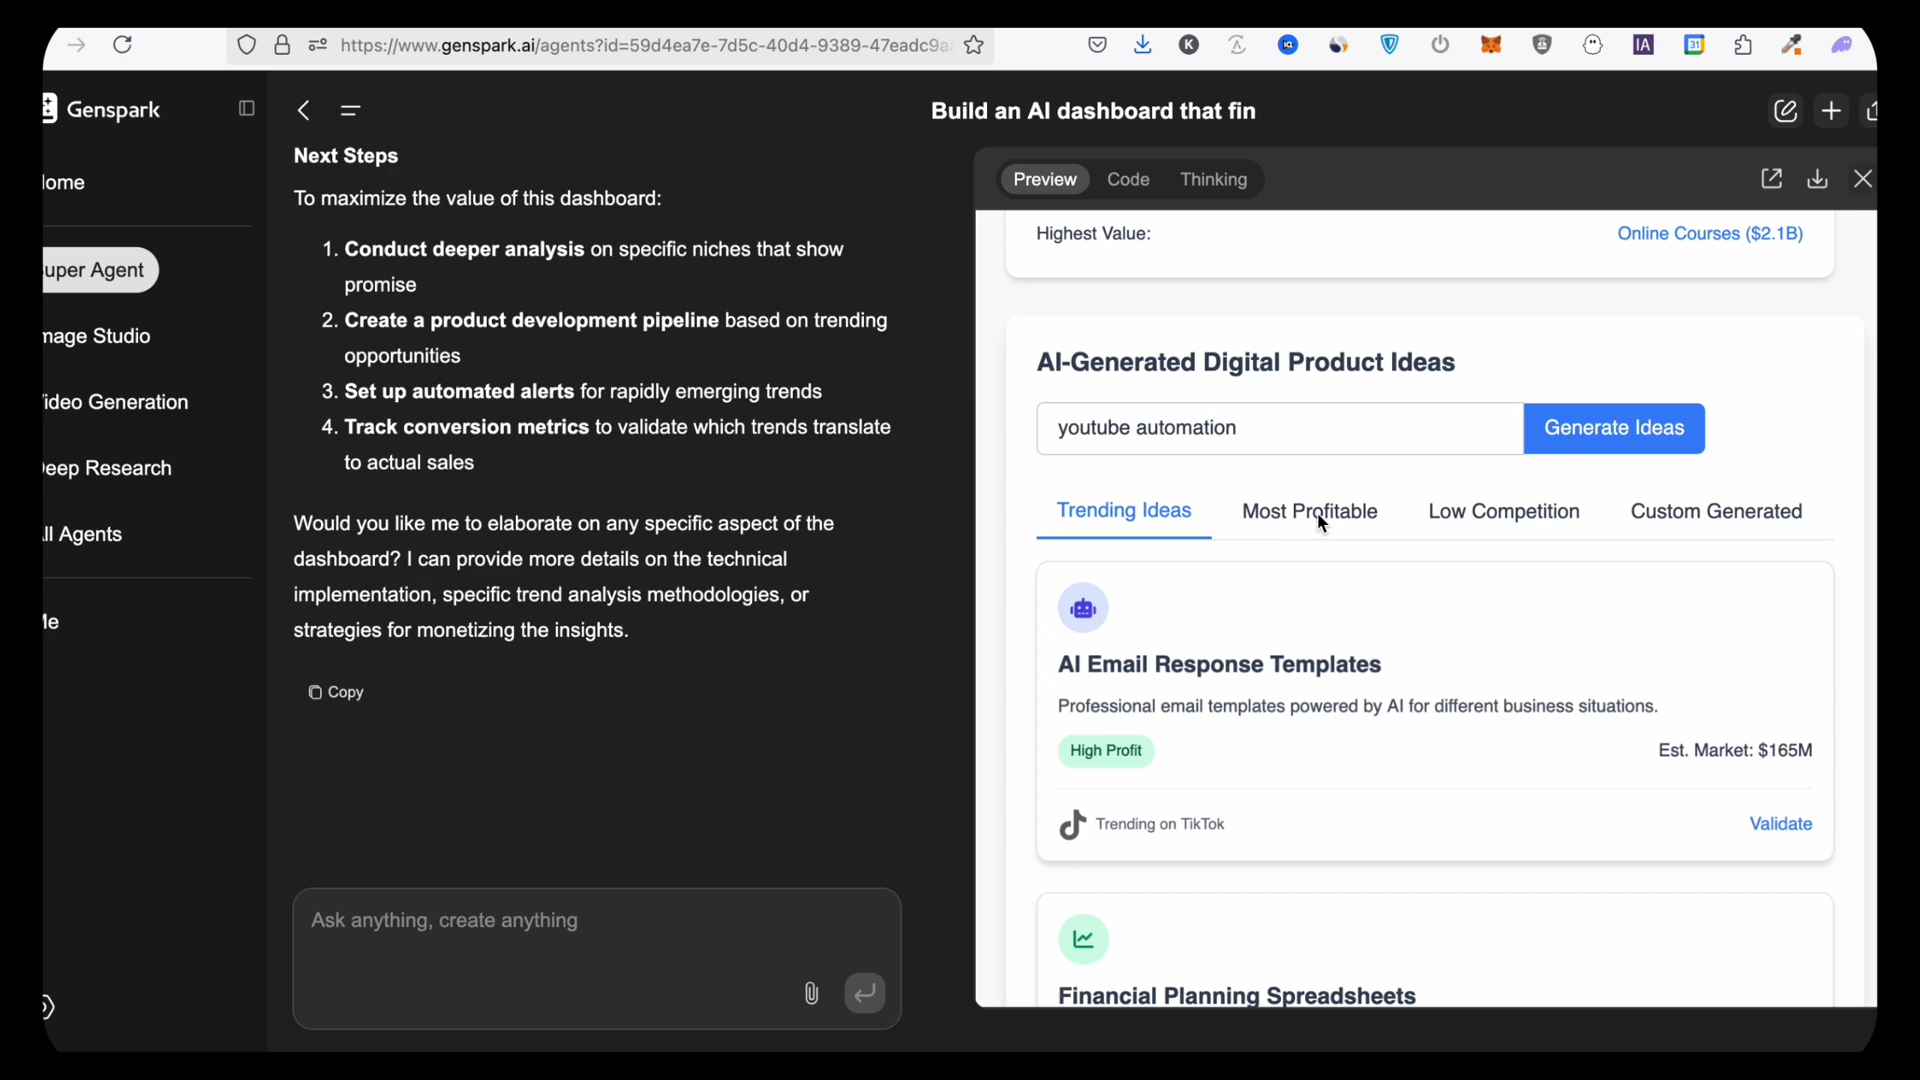 https://www.genspark.ai/agents?id=59d4ea7e-7d5c-40d4-9389-47eadc9a
K
IQ
IA
31
Genspark
ome
uper Agent
mage Studio
ideo Generation
eep Research
ll Agents
Build an AI dashboard that fin
Next Steps
To maximize the value of this dashboard:
1. Conduct deeper analysis on specific niches that show
promise
2. Create a product development pipeline based on trending
opportunities
3. Set up automated alerts for rapidly emerging trends
4. Track conversion metrics to validate which trends translate
to actual sales
Would you like me to elaborate on any specific aspect of the
dashboard? I can provide more details on the technical
implementation, specific trend analysis methodologies, or
strategies for monetizing the insights.
Copy
Ask anything, create anything
Preview Code Thinking
Highest Value: Online Courses ($2.1B)
AI-Generated Digital Product Ideas
youtube automation Generate Ideas
Trending Ideas Most Profitable Low Competition Custom Generated
AI Email Response Templates
Professional email templates powered by AI for different business situations.
High Profit Est. Market: $165M
Trending on TikTok Validate
Financial Planning Spreadsheets